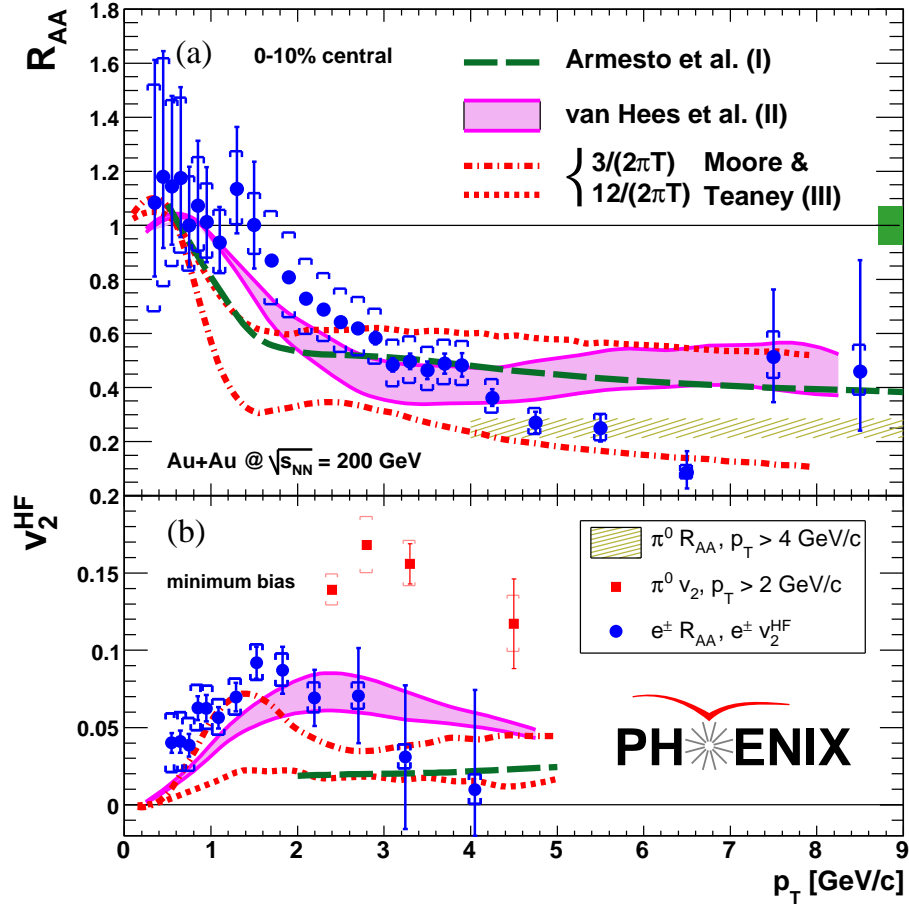 R_AA
1.8
1.6
1.4
1.2
1
0.8
0.6
0.4
0.2
0
(a)
0-10% central
Armesto et al. (I)
van Hees et al. (II)
3/(2πT)
12/(2πT)
Moore &
Teaney (III)
Au+Au @ √s_NN = 200 GeV
v_2^HF
0.2
0.15
0.1
0.05
0
(b)
minimum bias
π⁰ R_AA, p_T > 4 GeV/c
π⁰ v_2, p_T > 2 GeV/c
e± R_AA, e± v_2^HF
PHENIX
0 1 2 3 4 5 6 7 8 9
p_T [GeV/c]